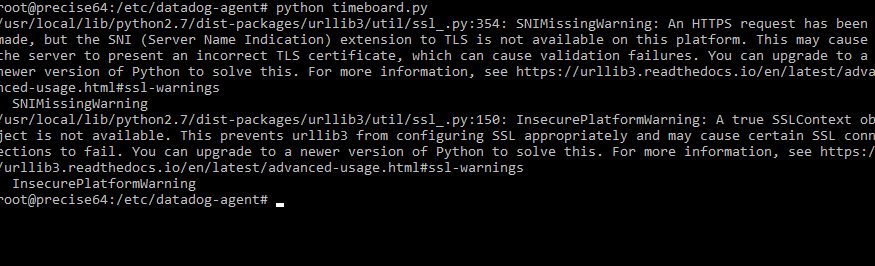 root@precise64:/etc/datadog-agent# python timeboard.py
/usr/local/lib/python2.7/dist-packages/urllib3/util/ssl_.py:354: SNIMissingWarning: An HTTPS request has been
made, but the SNI (Server Name Indication) extension to TLS is not available on this platform. This may cause
the server to present an incorrect TLS certificate, which can cause validation failures. You can upgrade to a
newer version of Python to solve this. For more information, see https://urllib3.readthedocs.io/en/latest/adva
nced-usage.html#ssl-warnings
SNIMissingWarning
/usr/local/lib/python2.7/dist-packages/urllib3/util/ssl_.py:150: InsecurePlatformWarning: A true SSLContext ob
ject is not available. This prevents urllib3 from configuring SSL appropriately and may cause certain SSL conn
ections to fail. You can upgrade to a newer version of Python to solve this. For more information, see https:/
/urllib3.readthedocs.io/en/latest/advanced-usage.html#ssl-warnings
InsecurePlatformWarning
root@precise64:/etc/datadog-agent#